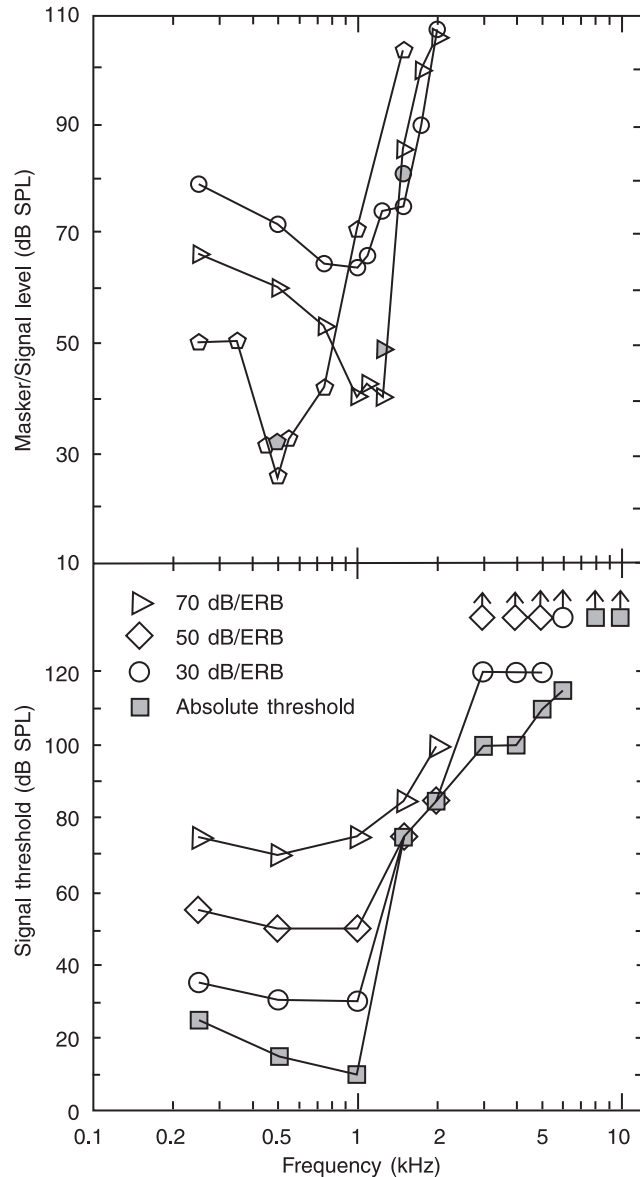 110
90
70
50
30
10
Masker/Signal level (dB SPL)
70 dB/ERB
50 dB/ERB
30 dB/ERB
Absolute threshold
120
100
80
60
40
20
0
Signal threshold (dB SPL)
0.1 0.2 0.5 1 2 5 10
Frequency (kHz)